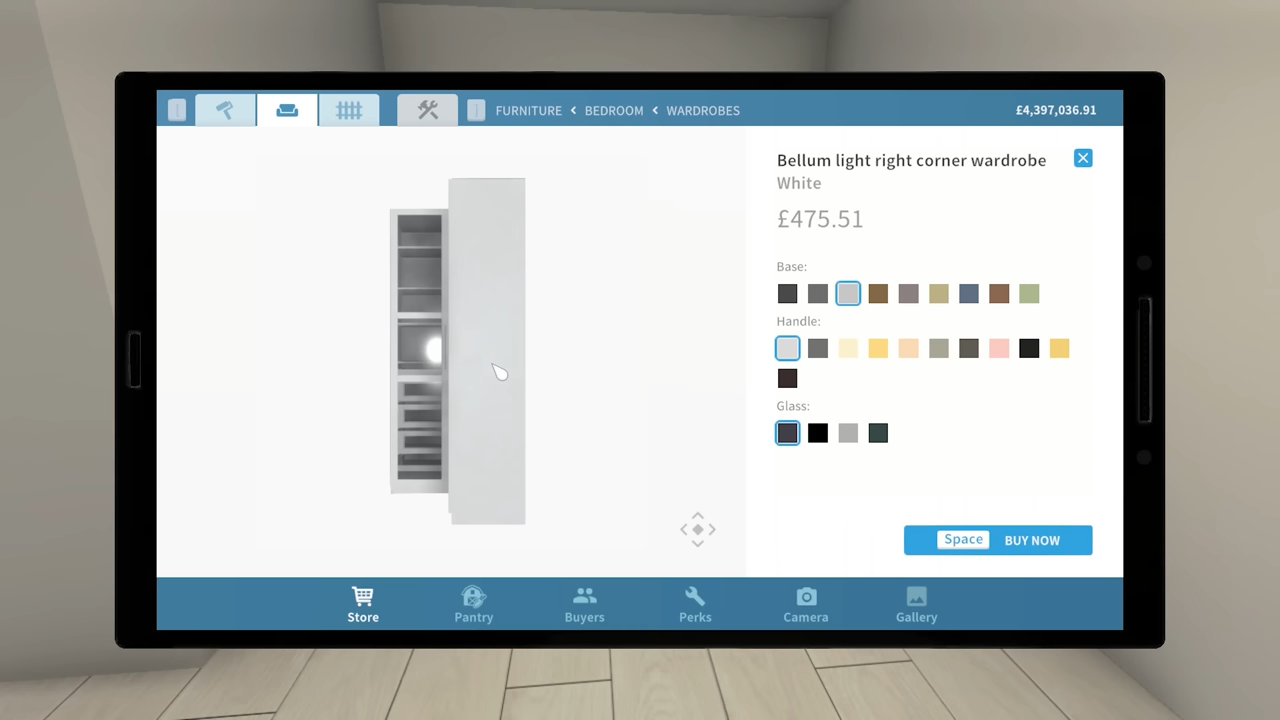 FURNITURE < BEDROOM < WARDROBES
£4,397,036.91
Bellum light right corner wardrobe
White
£475.51
Base:
Handle:
Glass:
Space BUY NOW
Store Pantry Buyers Perks Camera Gallery